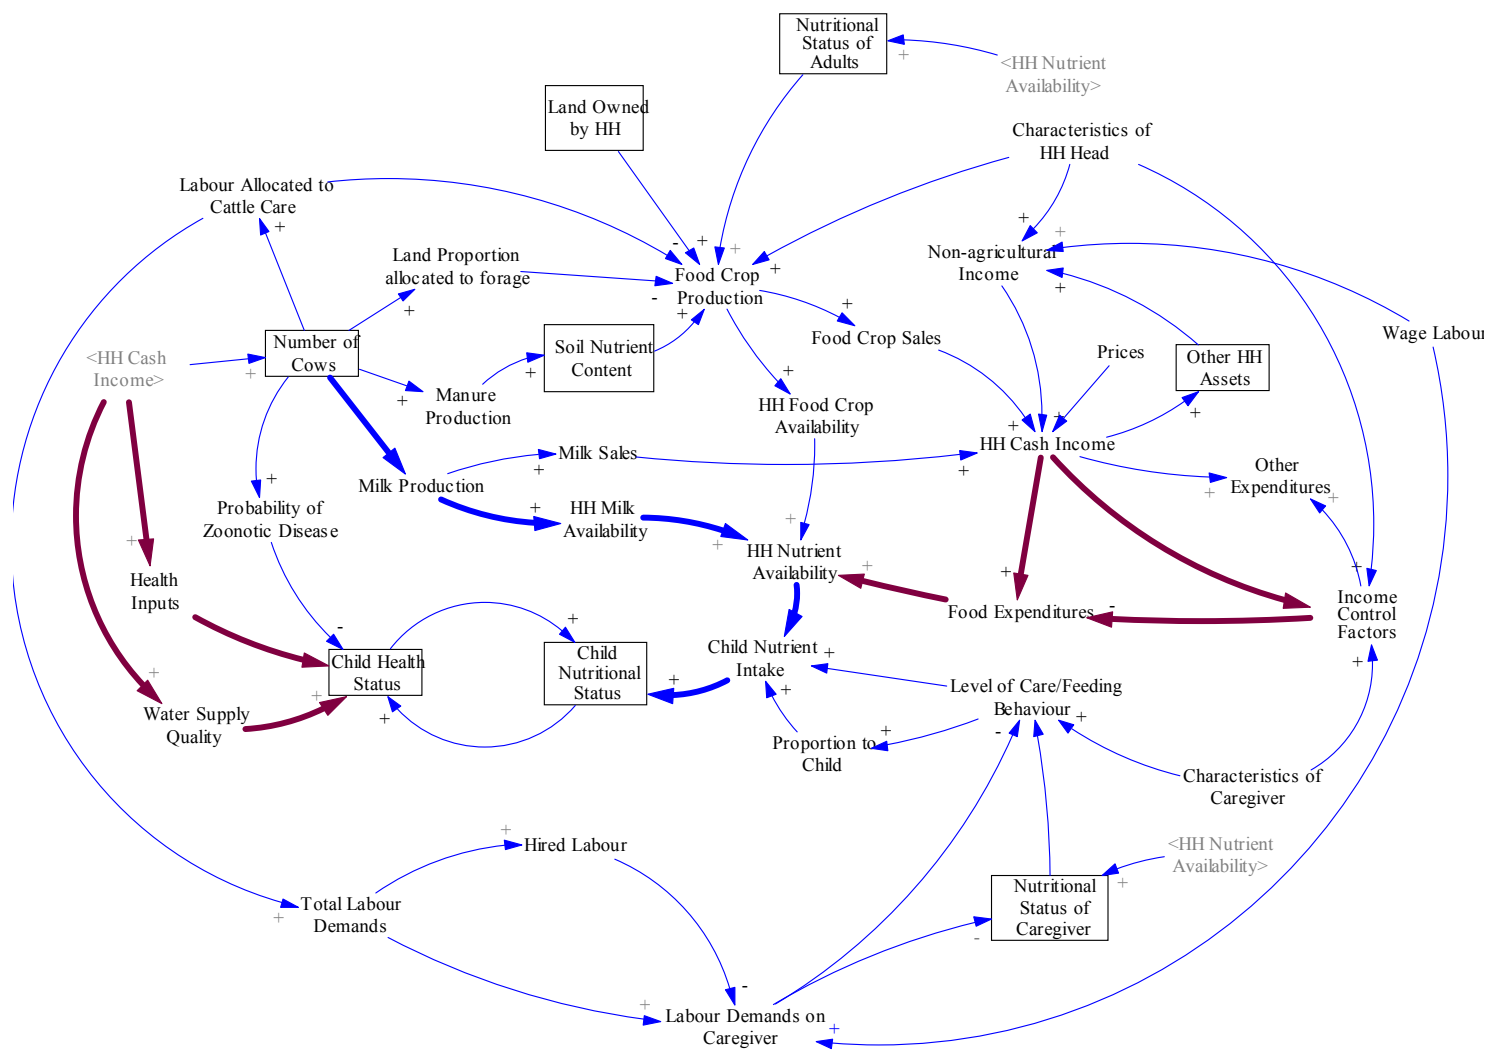 Nutritional
Status of
Adults
+
<HH Nutrient
Availability>
Land Owned
by HH
Characteristics of
HH Head
Labour Allocated to
Cattle Care
+
Land Proportion
allocated to forage
+
-
+
+
+
Food Crop
Production
-
+
+
+
Non-agricultural
Income
+
+
Food Crop Sales
Wage Labour
<HH Cash
Income>
+
Number of
Cows
Soil Nutrient
Content
+
Manure
Production
+
Prices
Other HH
Assets
+
+
HH Food Crop
Availability
+
+
HH Cash Income
Milk Sales
+
+
Milk Production
Other
Expenditures
+
+
+
Probability of
Zoonotic Disease
+
HH Milk
Availability
+
+
HH Nutrient
Availability
+
+
Health
Inputs
+
Food Expenditures
-
+
Income
Control
Factors
+
-
+
Child Health
Status
+
+
Child
Nutritional
Status
+
Child Nutrient
Intake
+
+
Level of Care/Feeding
Behaviour
+
-
+
Water Supply
Quality
Proportion to
Child
+
Characteristics of
Caregiver
+
Hired Labour
<HH Nutrient
Availability>
+
Nutritional
Status of
Caregiver
-
Total Labour
Demands
+
-
+
Labour Demands on
Caregiver
+